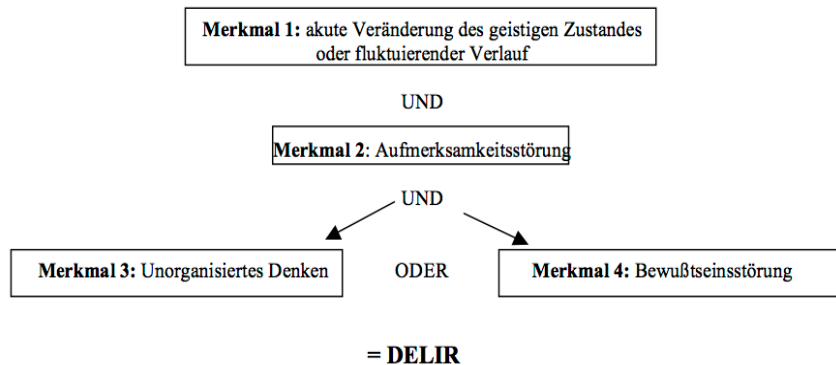 Merkmal 1: akute Veränderung des geistigen Zustandes
oder fluktuierender Verlauf
UND
Merkmal 2: Aufmerksamkeitsstörung
UND
Merkmal 3: Unorganisiertes Denken
ODER
Merkmal 4: Bewußtseinsstörung
= DELIR